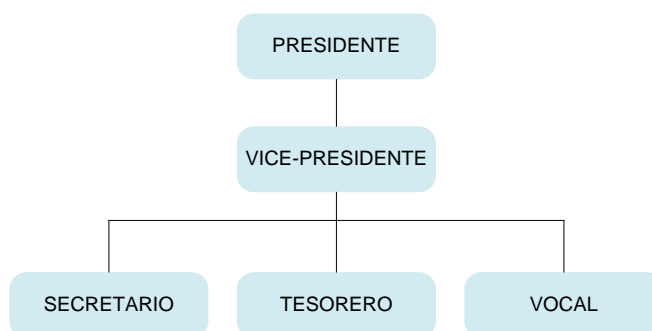 PRESIDENTE
VICE-PRESIDENTE
SECRETARIO
TESORERO
VOCAL